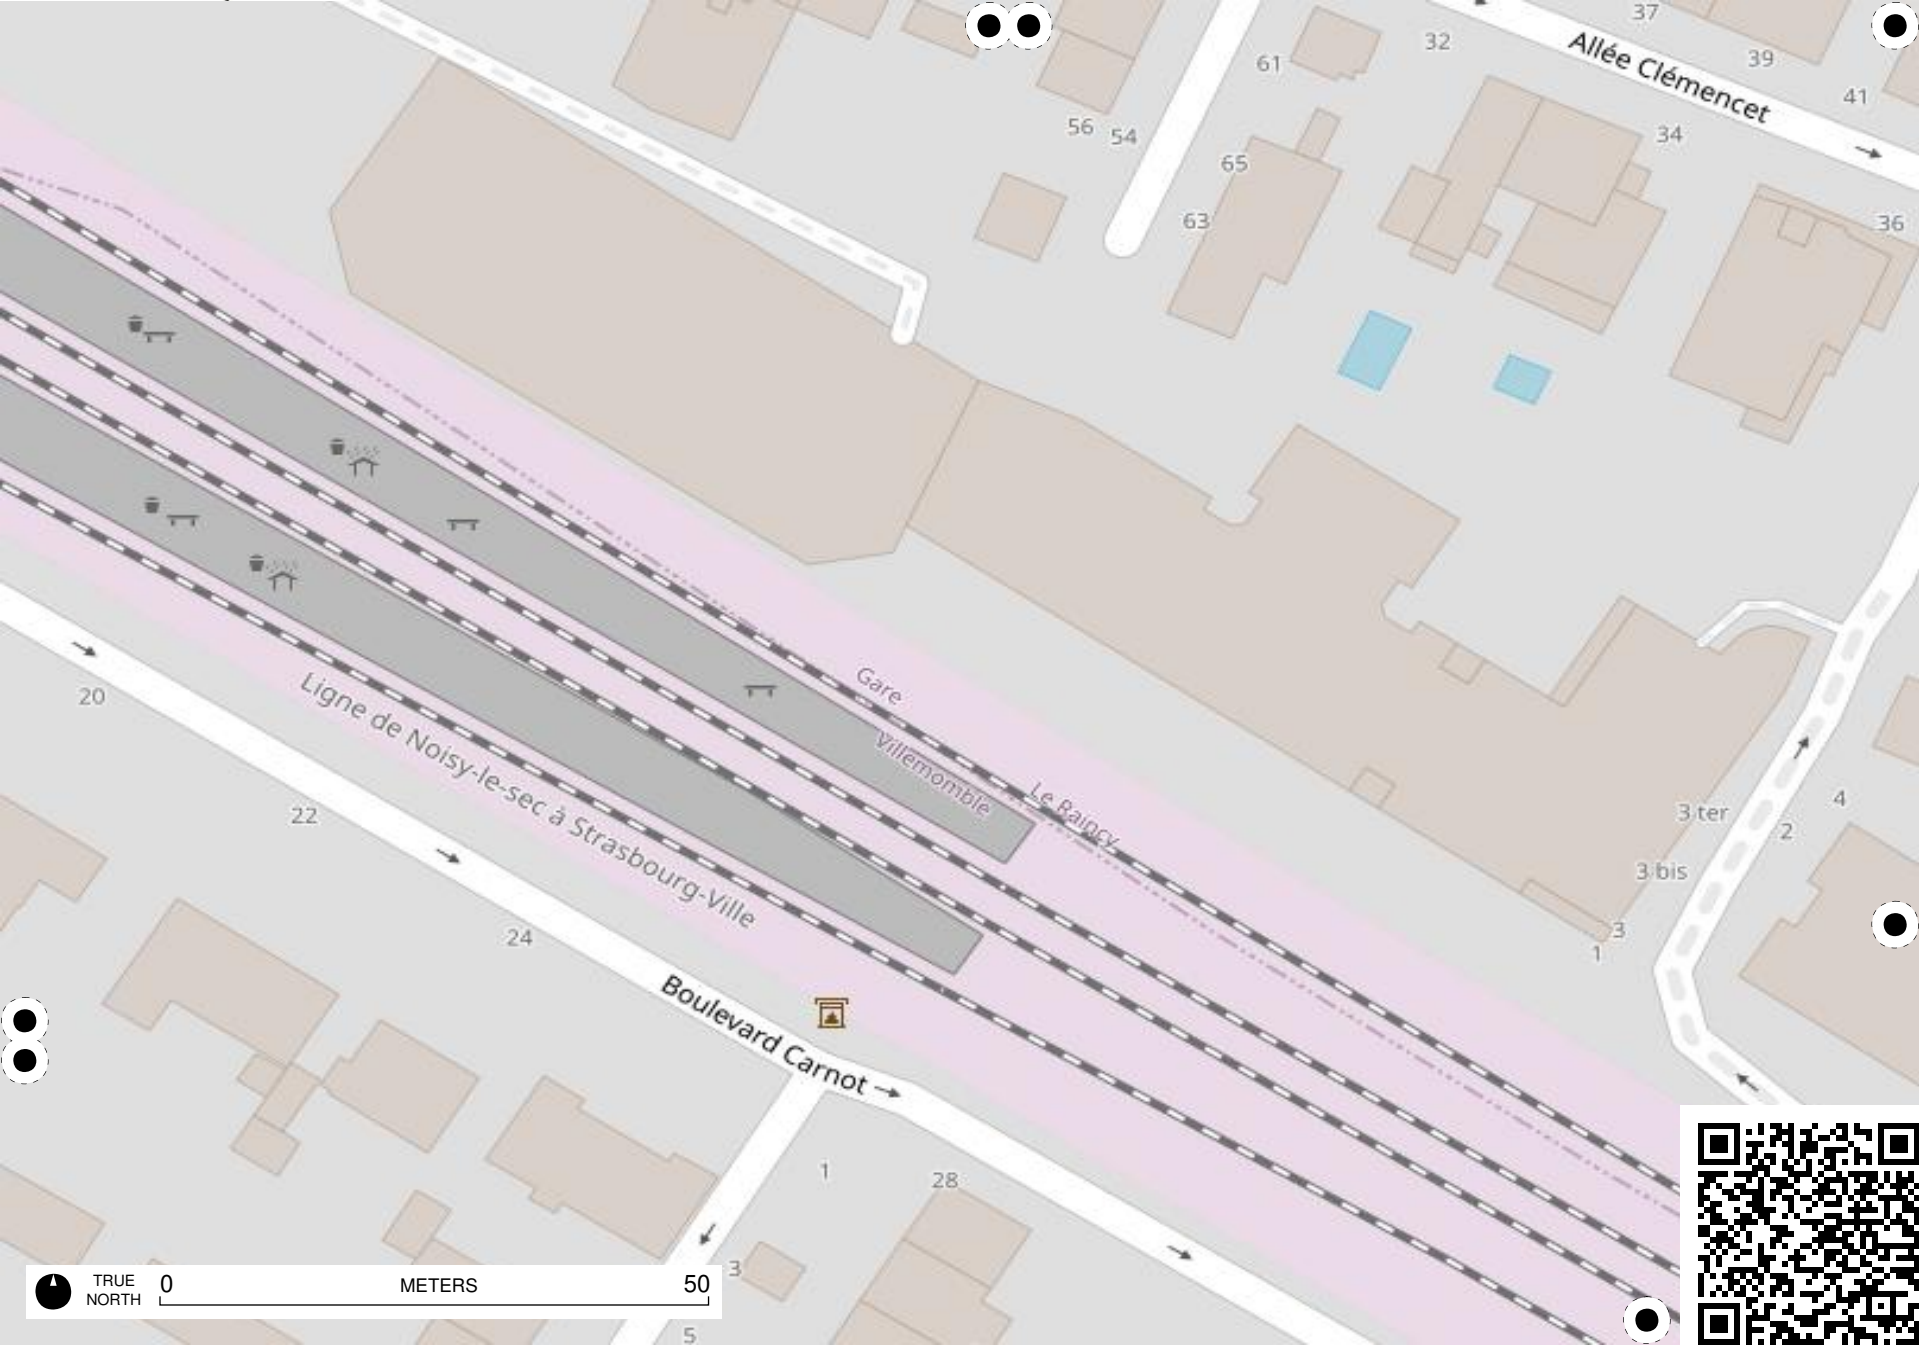 37
32
61
39
Allée Clémencet
41
56
54
34
65
63
36
Gare
Villemomble
Le Raincy
Ligne de Noisy-le-sec à Strasbourg-Ville
20
22
24
3 ter
4
2
3 bis
3
1
Boulevard Carnot
1
28
3
5
TRUE
NORTH
0
METERS
50